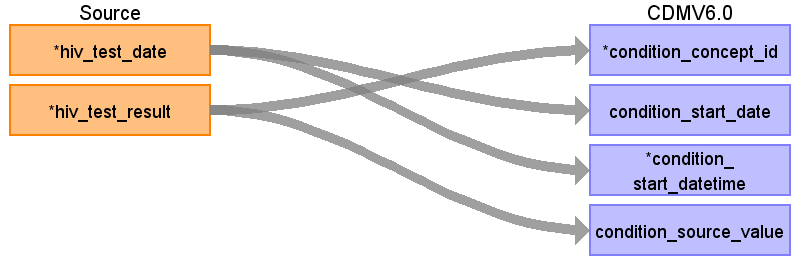 Source
CDMV6.0
*hiv_test_date
*condition_concept_id
*hiv_test_result
condition_start_date
*condition_
start_datetime
condition_source_value